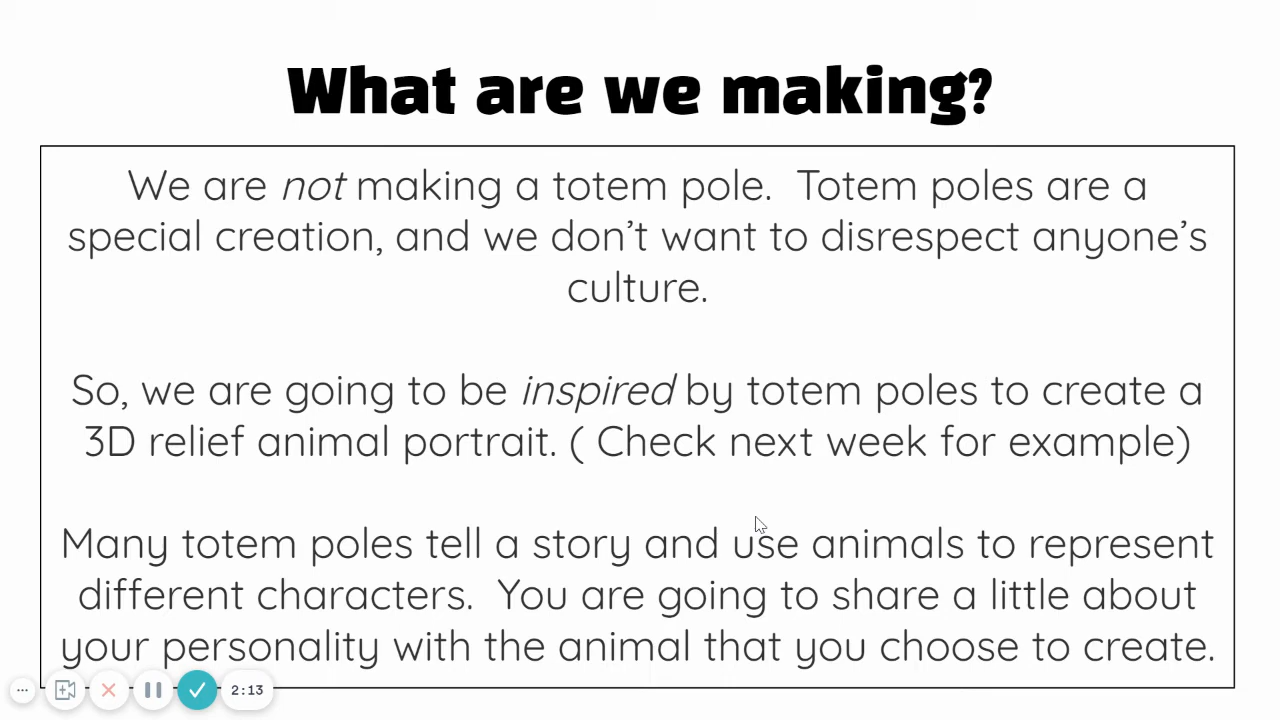 What are we making?
We are not making a totem pole.  Totem poles are a
special creation, and we don’t want to disrespect anyone’s
culture.
So, we are going to be inspired by totem poles to create a
3D relief animal portrait. ( Check next week for example)
Many totem poles tell a story and use animals to represent
different characters.  You are going to share a little about
your personality with the animal that you choose to create.
2:13